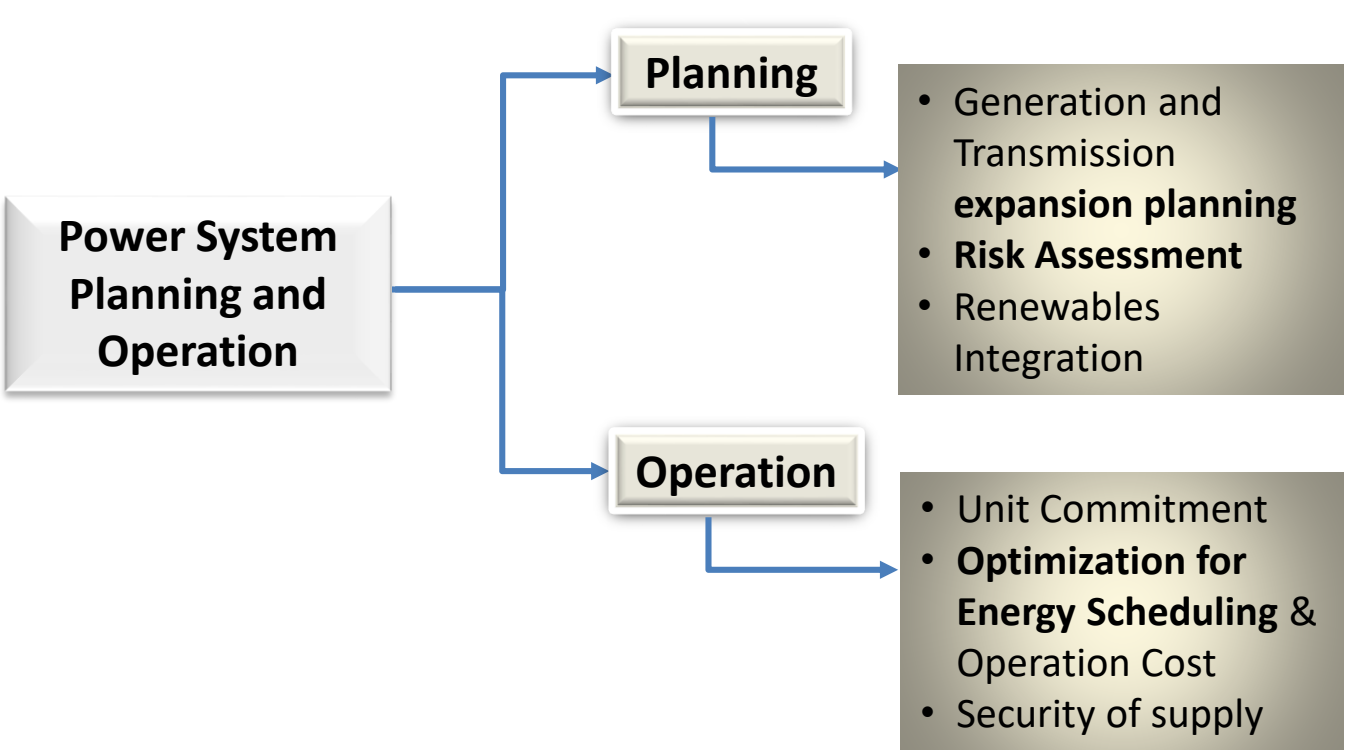 Power System
Planning and
Operation
Planning
• Generation and
Transmission
expansion planning
• Risk Assessment
• Renewables
Integration
Operation
• Unit Commitment
• Optimization for
Energy Scheduling &
Operation Cost
• Security of supply